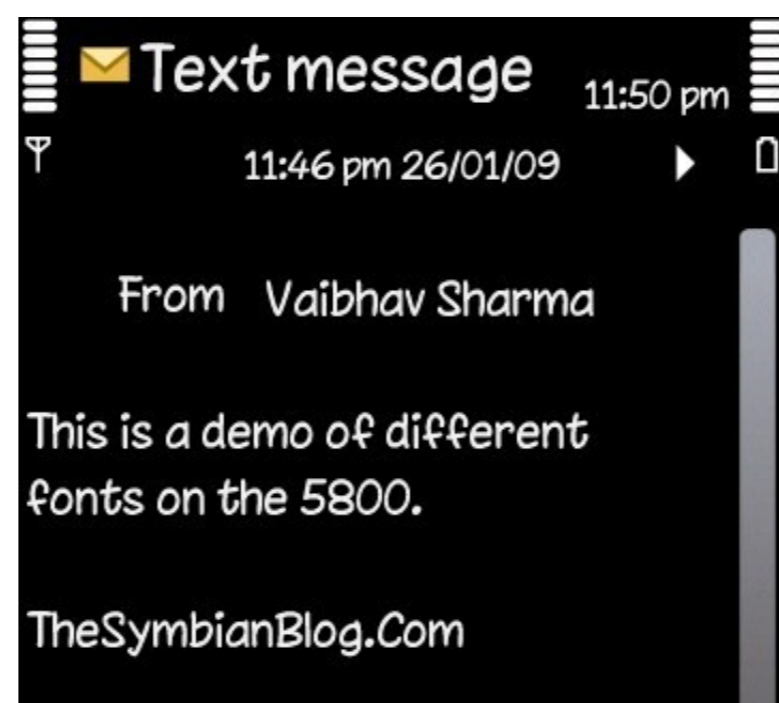 Text message
11:50 pm
11:46 pm 26/01/09
From Vaibhav Sharma
This is a demo of different
fonts on the 5800.
TheSymbianBlog.Com